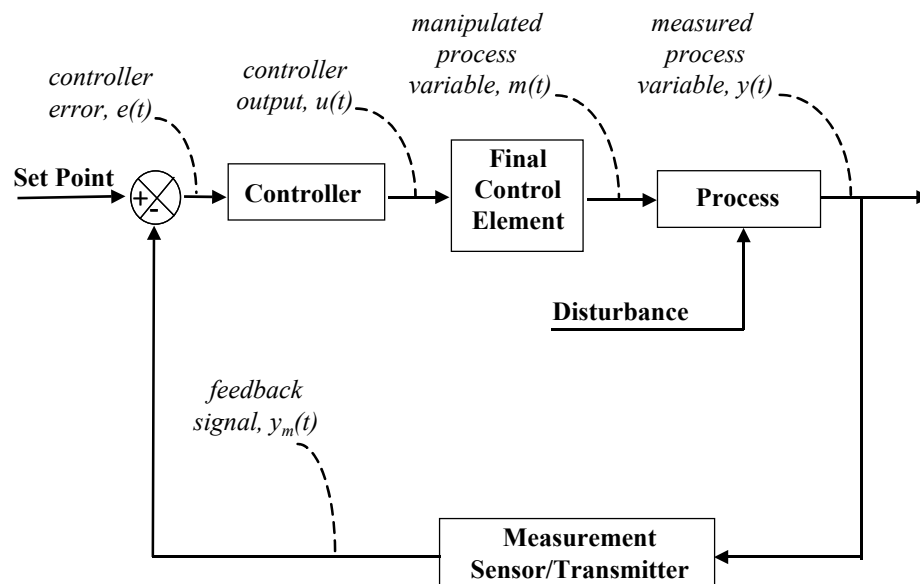 manipulated
process
variable, m(t)
measured
process
variable, y(t)
controller
error, e(t)
controller
output, u(t)
Set Point
+
-
Controller
Final
Control
Element
Process
Disturbance
feedback
signal, yₘ(t)
Measurement
Sensor/Transmitter